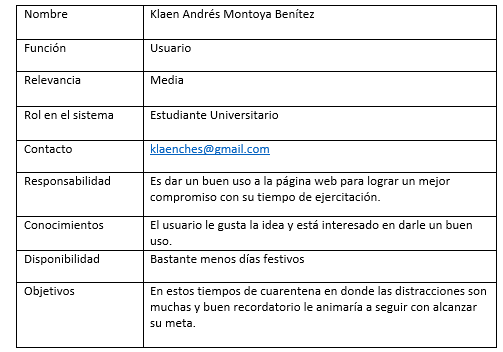 Nombre Klaen Andrés Montoya Benítez
Función Usuario
Relevancia Media
Rol en el sistema Estudiante Universitario
Contacto klaenches@gmail.com
Responsabilidad Es dar un buen uso a la página web para lograr un mejor
compromiso con su tiempo de ejercitación.
Conocimientos El usuario le gusta la idea y está interesado en darle un buen
uso.
Disponibilidad Bastante menos días festivos
Objetivos En estos tiempos de cuarentena en donde las distracciones son
muchas y buen recordatorio le animaría a seguir con alcanzar
su meta.